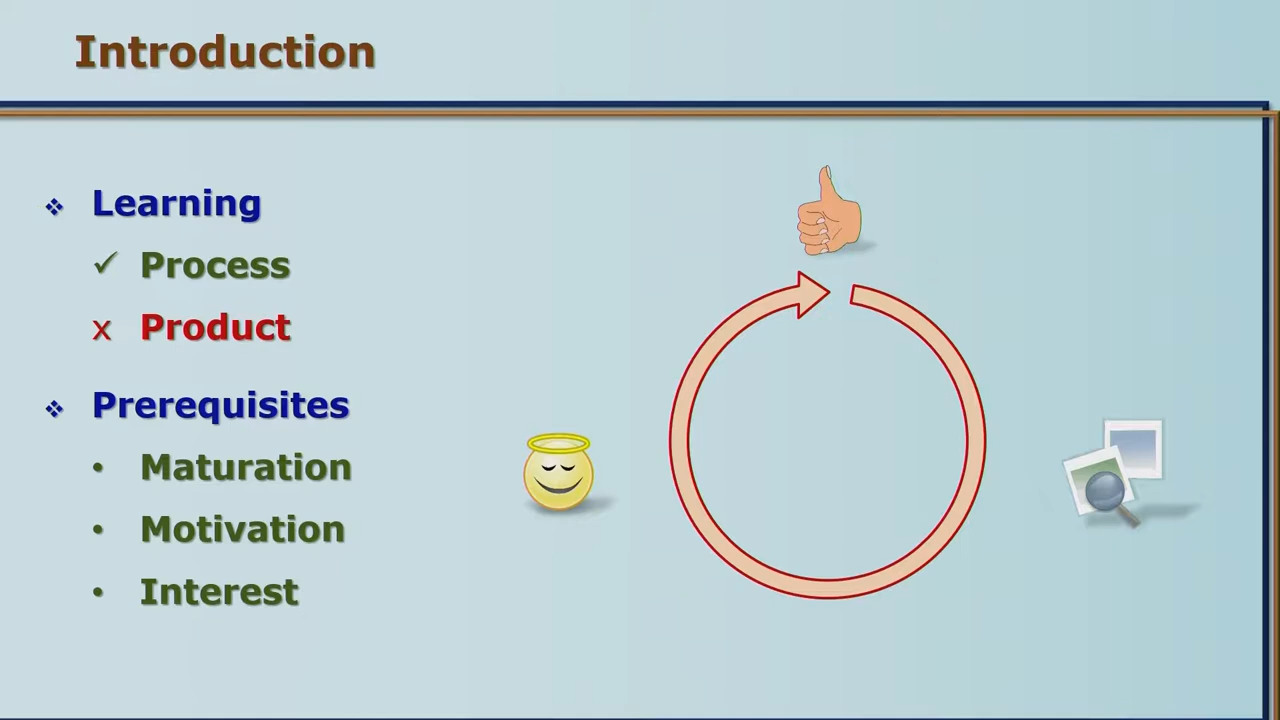 Introduction
❖ Learning
✓ Process
x Product
❖ Prerequisites
• Maturation
• Motivation
• Interest